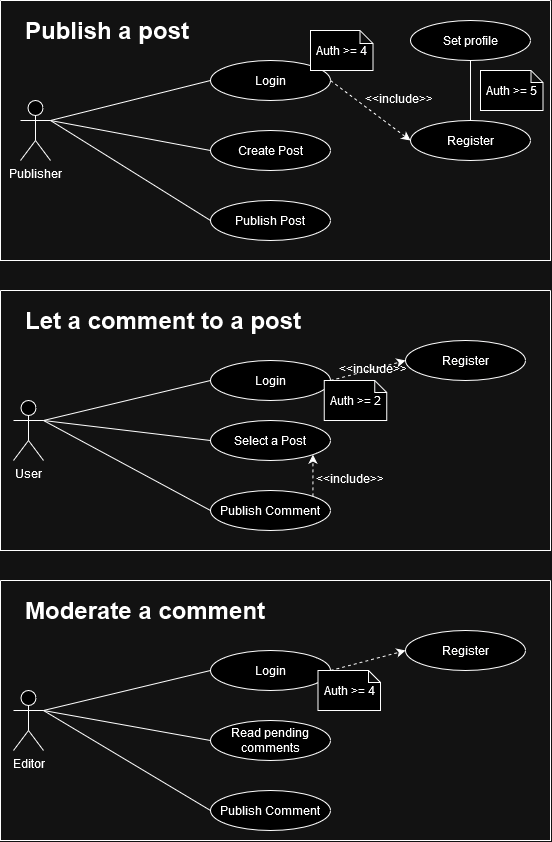 Publish a post
Auth >= 4
Set profile
Login
<<include>>
Auth >= 5
Register
Create Post
Publisher
Publish Post
Let a comment to a post
Login
<<include>>
Register
Auth >= 2
Select a Post
User
<<include>>
Publish Comment
Moderate a comment
Login
Register
Auth >= 4
Read pending
comments
Editor
Publish Comment